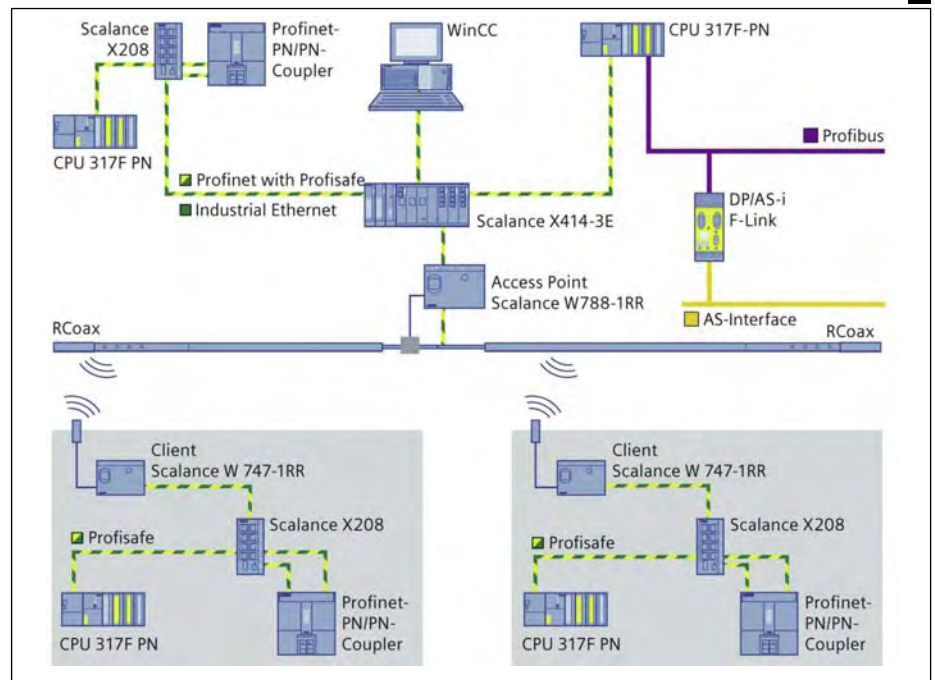 Scalance
X208
Profinet-
PN/PN-
Coupler
WinCC
CPU 317F-PN
CPU 317F PN
Profibus
Profinet with Profisafe
Industrial Ethernet
Scalance X414-3E
DP/AS-i
F-Link
Access Point
Scalance W788-1RR
AS-Interface
RCoax
RCoax
Client
Scalance W 747-1RR
Scalance X208
Profisafe
CPU 317F PN
Profinet-
PN/PN-
Coupler
Client
Scalance W 747-1RR
Scalance X208
Profisafe
CPU 317F PN
Profinet-
PN/PN-
Coupler